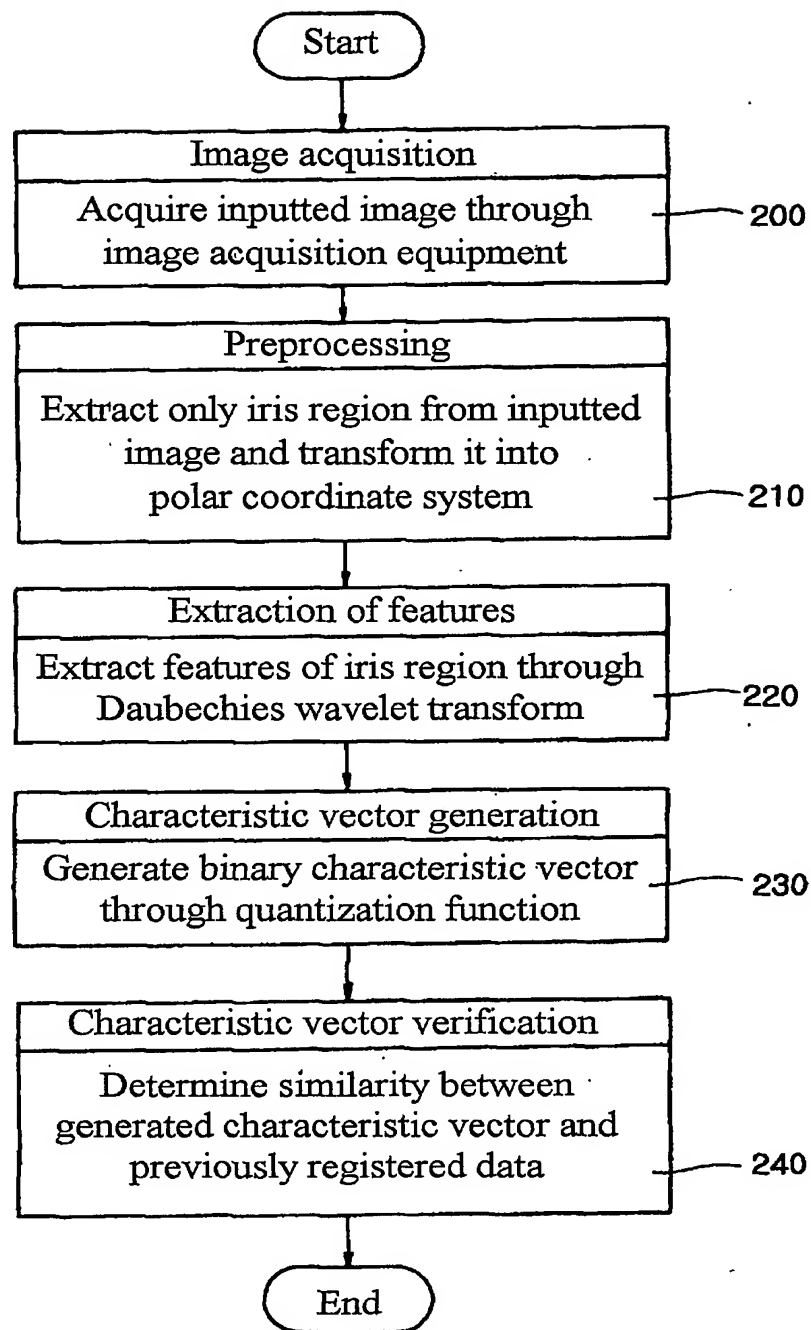 Start
Image acquisition
Acquire inputted image through
image acquisition equipment
200
Preprocessing
Extract only iris region from inputted
image and transform it into
polar coordinate system
210
Extraction of features
Extract features of iris region through
Daubechies wavelet transform
220
Characteristic vector generation
Generate binary characteristic vector
through quantization function
230
Characteristic vector verification
Determine similarity between
generated characteristic vector and
previously registered data
240
End